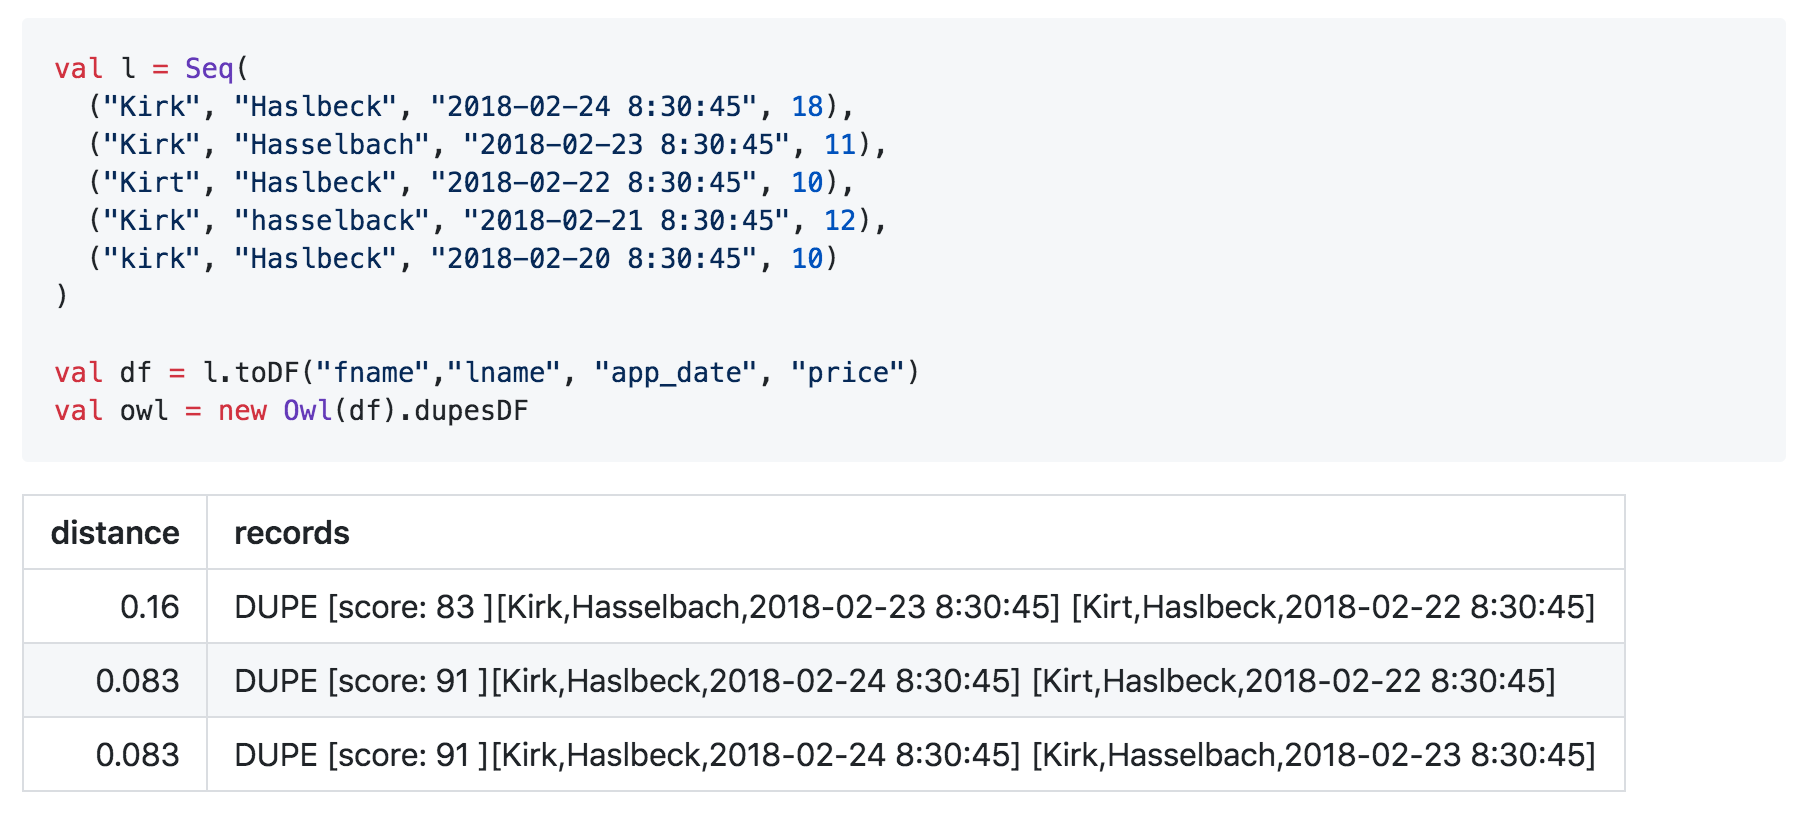 val l = Seq(
  ("Kirk", "Haslbeck", "2018-02-24 8:30:45", 18),
  ("Kirk", "Hasselbach", "2018-02-23 8:30:45", 11),
  ("Kirt", "Haslbeck", "2018-02-22 8:30:45", 10),
  ("Kirk", "hasselback", "2018-02-21 8:30:45", 12),
  ("kirk", "Haslbeck", "2018-02-20 8:30:45", 10)
)
val df = l.toDF("fname","lname", "app_date", "price")
val owl = new Owl(df).dupesDF
distance records
0.16 DUPE [score: 83 ][Kirk,Hasselbach,2018-02-23 8:30:45] [Kirt,Haslbeck,2018-02-22 8:30:45]
0.083 DUPE [score: 91 ][Kirk,Haslbeck,2018-02-24 8:30:45] [Kirt,Haslbeck,2018-02-22 8:30:45]
0.083 DUPE [score: 91 ][Kirk,Haslbeck,2018-02-24 8:30:45] [Kirk,Hasselbach,2018-02-23 8:30:45]